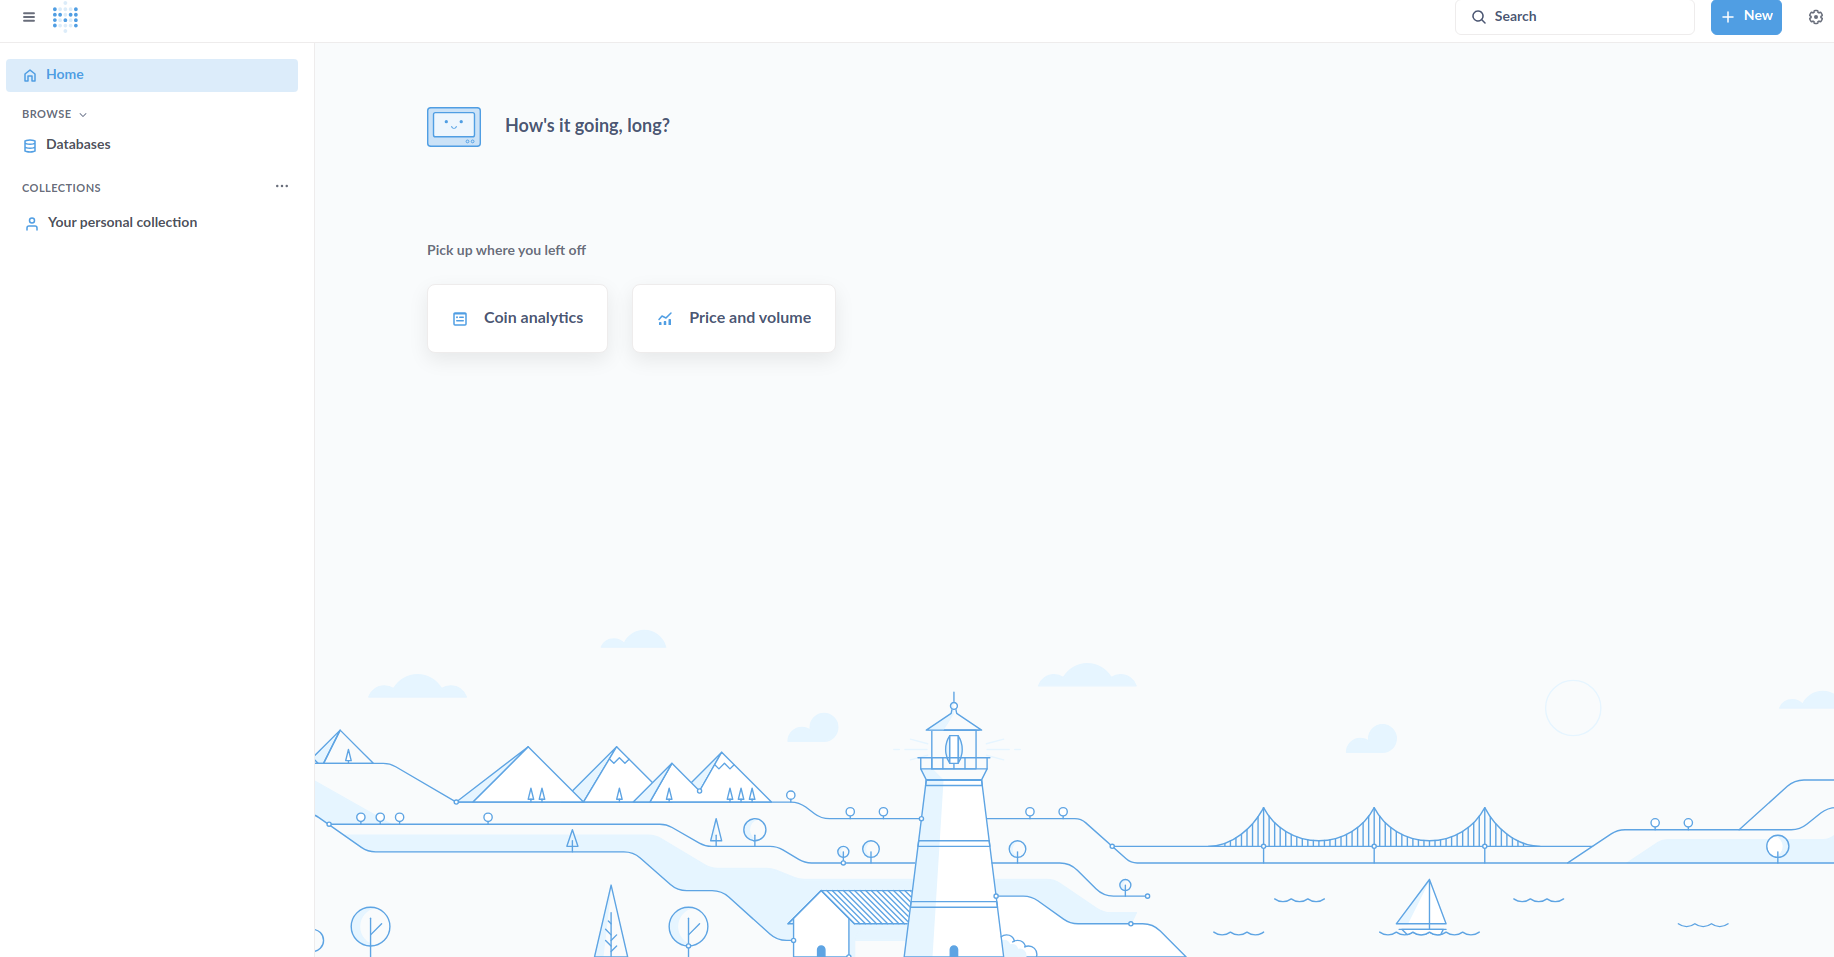 Search
New
Home
BROWSE
Databases
COLLECTIONS
Your personal collection
How's it going, long?
Pick up where you left off
Coin analytics
Price and volume